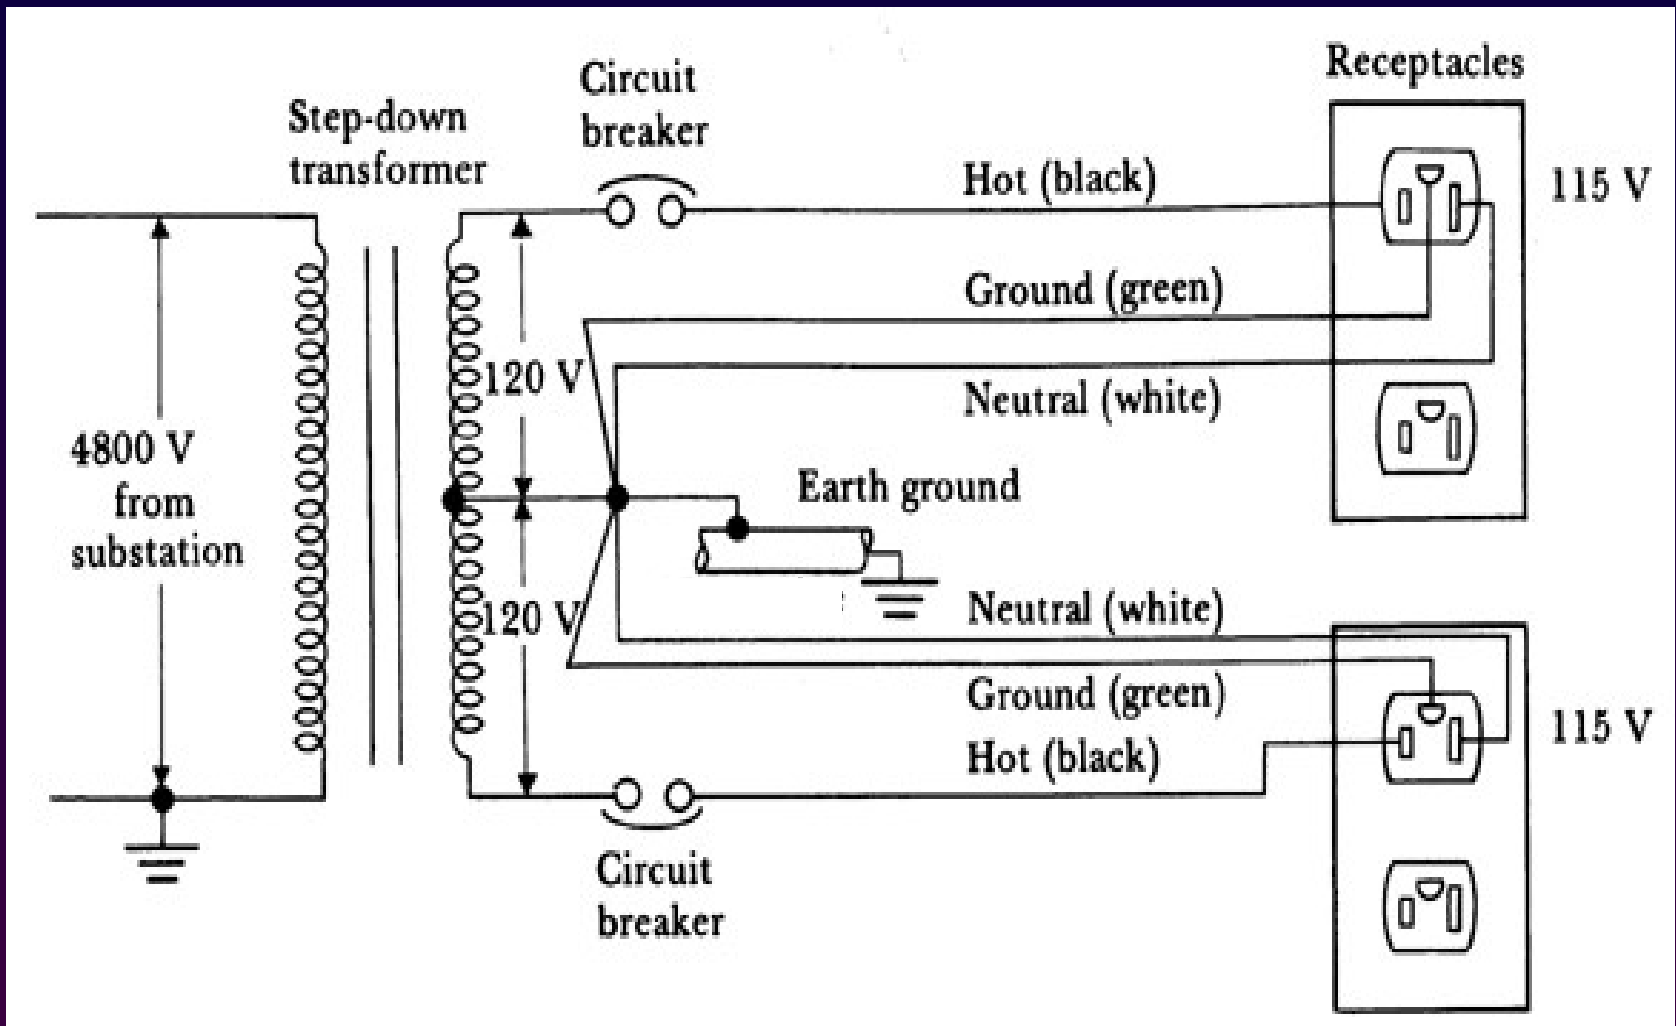 Receptacles
Circuit
breaker
Step-down
transformer
Hot (black)
115 V
Ground (green)
120 V
Neutral (white)
4800 V
from
substation
Earth ground
120 V
Neutral (white)
Ground (green)
115 V
Hot (black)
Circuit
breaker